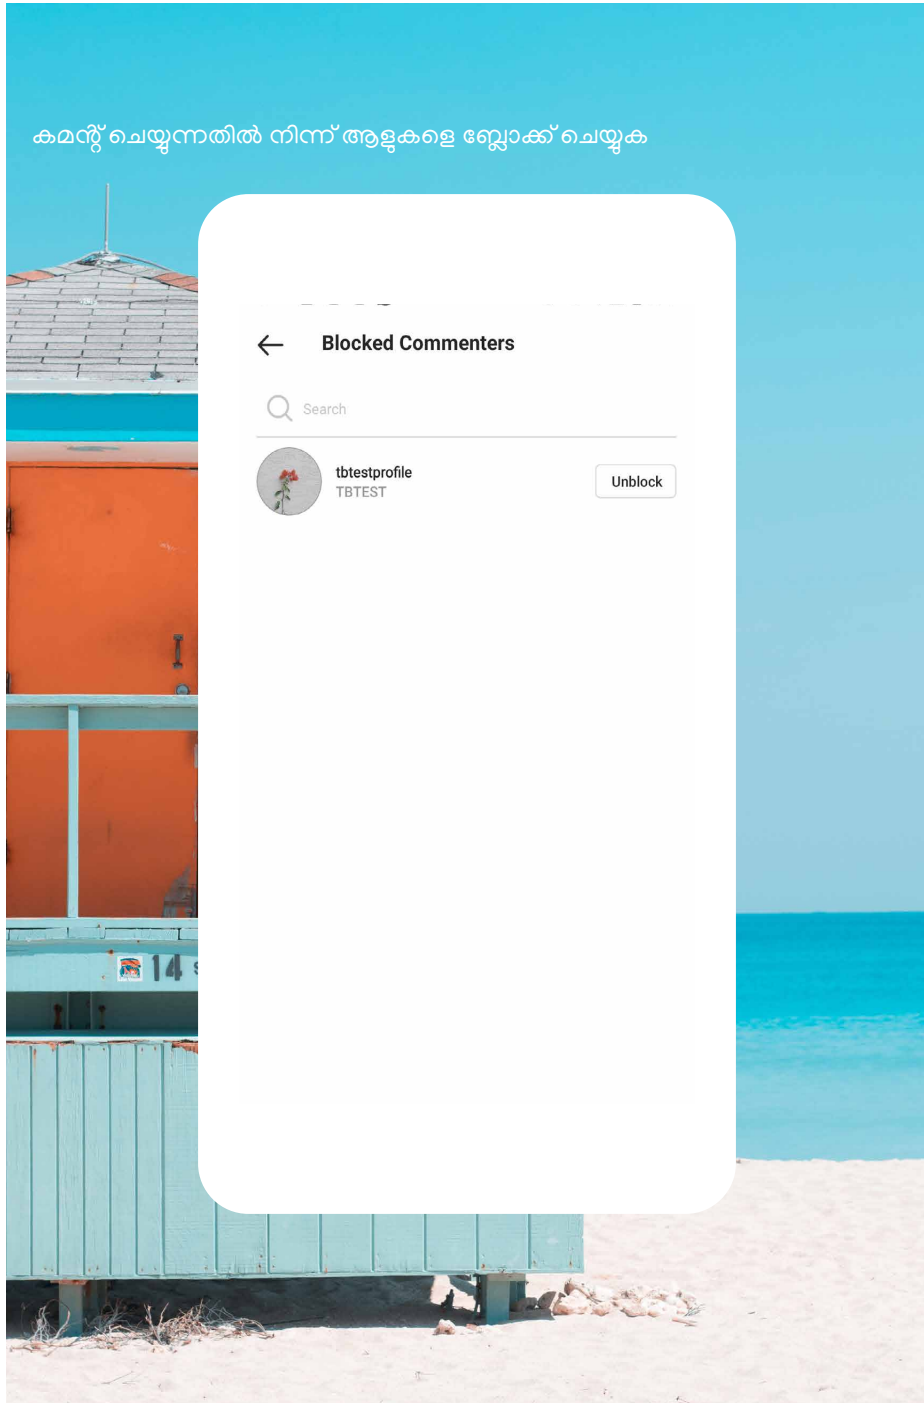 കമന്റ് ചെയ്യുന്നതിൽ നിന്ന് ആളുകളെ ബ്ലോക്ക് ചെയ്യുക
Blocked Commenters
Search
tbtestprofile
TBTEST
Unblock
14 S